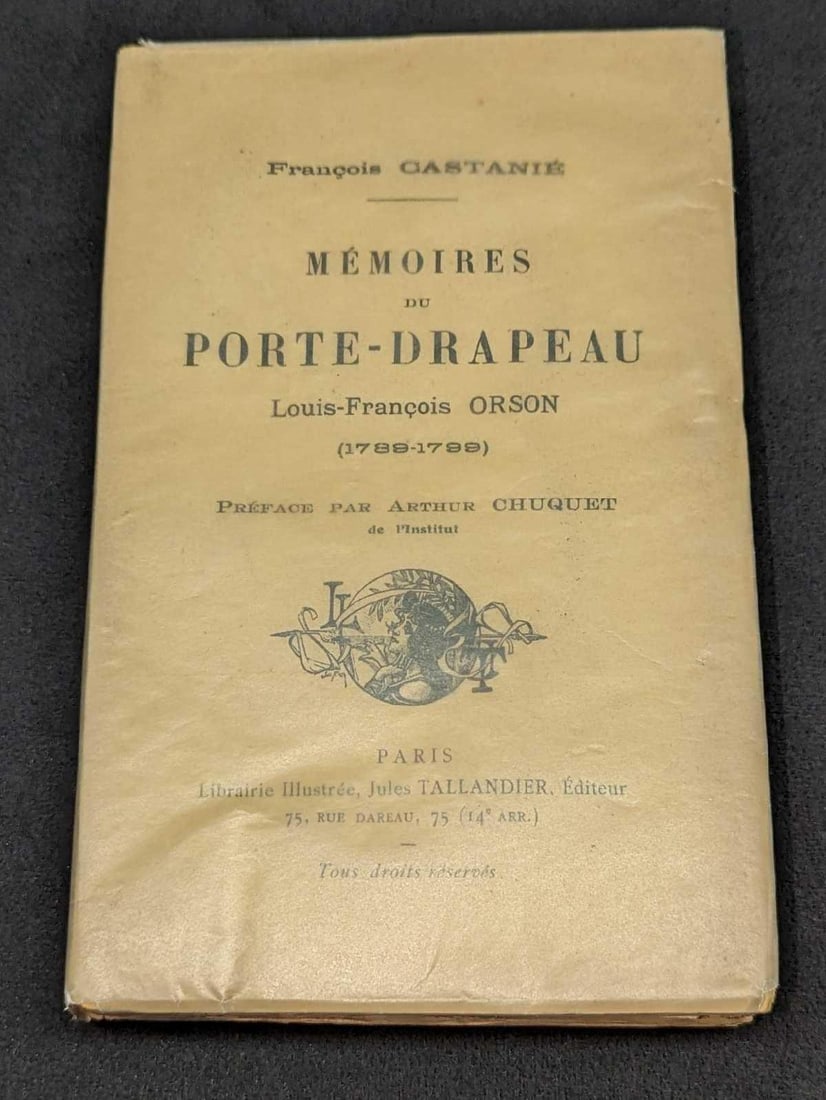 François CASTANIÉ
MÉMOIRES
DU
PORTE-DRAPEAU
Louis-François ORSON
(1789-1799)
PRÉFACE PAR ARTHUR CHUQUET
de l'Institut
LI
T
PARIS
Librairie Illustrée, Jules TALLANDIER, Éditeur
75, RUE DAREAU, 75 (14e ARR.)
Tous droits réservés